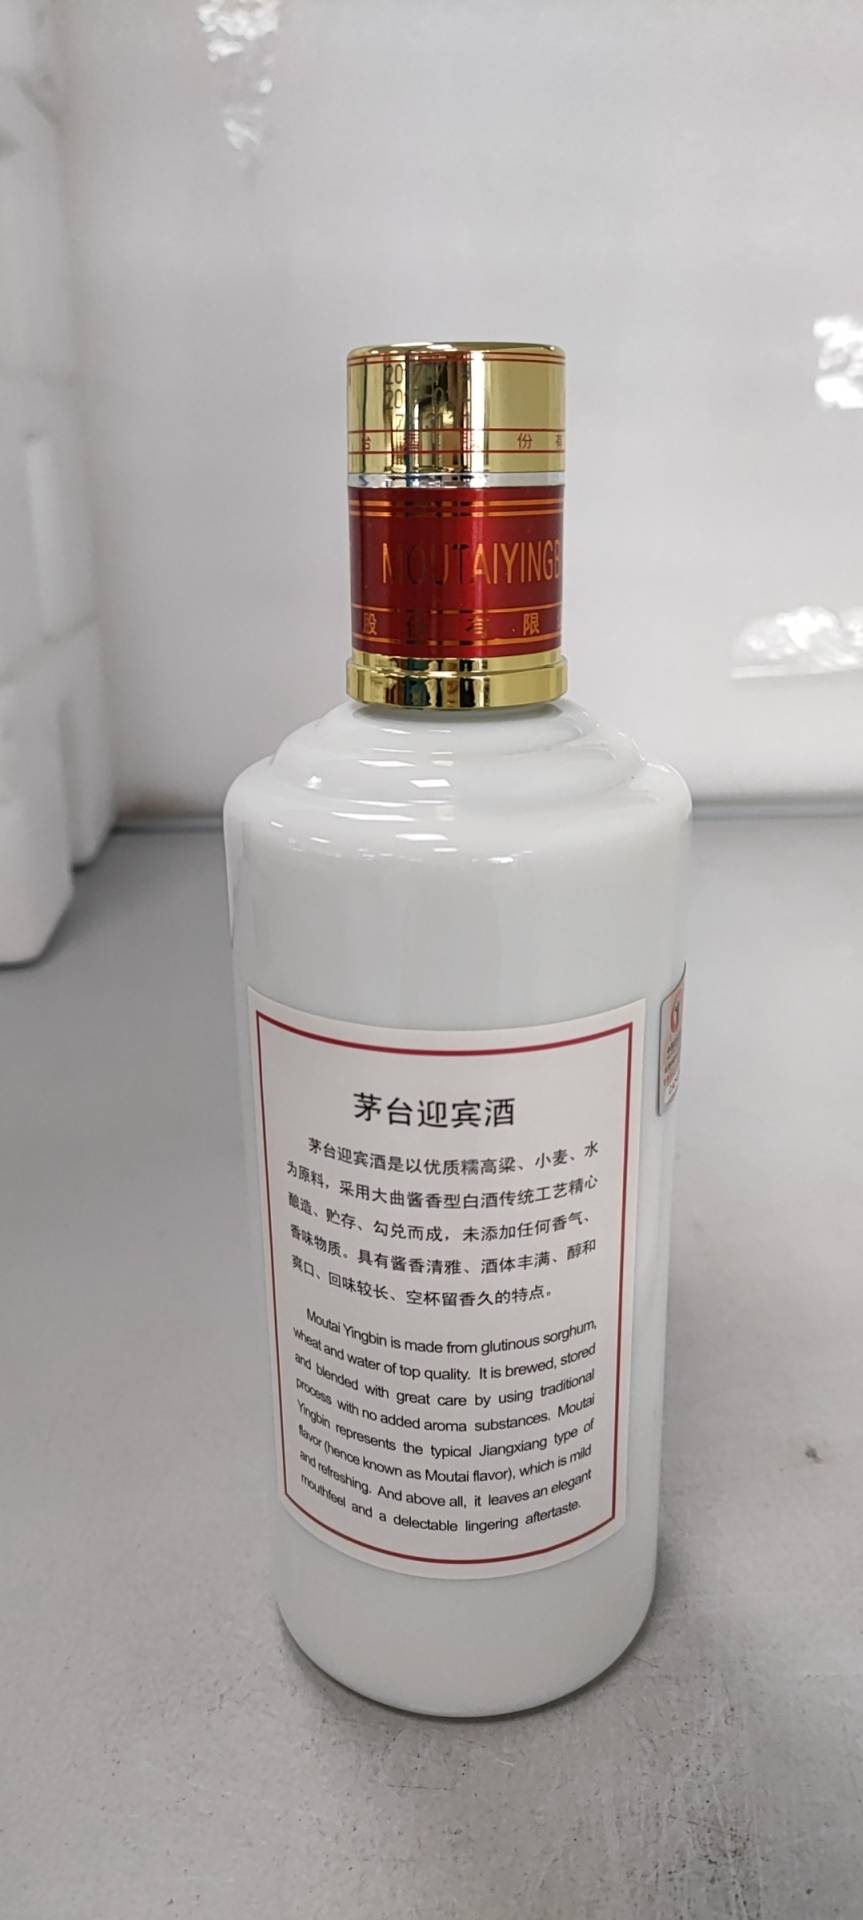 份
MOUTAIYINGB
股 份 有 限
茅台迎宾酒
茅台迎宾酒是以优质糯高粱、小麦、水
为原料，采用大曲酱香型白酒传统工艺精心
酿造、贮存、勾兑而成，未添加任何香气、
香味物质。具有酱香清雅、酒体丰满、醇和
爽口、回味较长、空杯留香久的特点。
Moutai Yingbin is made from glutinous sorghum,
wheat and water of top quality. It is brewed, stored
and blended with great care by using traditional
process with no added aroma substances. Moutai
Yingbin represents the typical Jiangxiang type of
flavor (hence known as Moutai flavor), which is mild
and refreshing. And above all, it leaves an elegant
mouthfeel and a delectable lingering aftertaste.